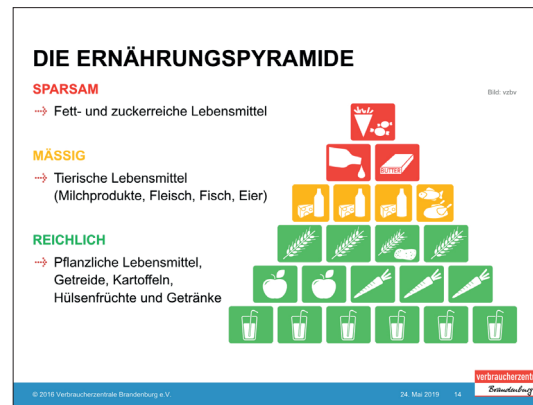 DIE ERNÄHRUNGSPYRAMIDE
SPARSAM
Bild: vzbv
Fett- und zuckerreiche Lebensmittel
MÄSSIG
Tierische Lebensmittel
(Milchprodukte, Fleisch, Fisch, Eier)
BUTTER
REICHLICH
Pflanzliche Lebensmittel,
Getreide, Kartoffeln,
Hülsenfrüchte und Getränke
verbraucherzentr
Brandenburg
© 2016 Verbraucherzentrale Brandenburg e.V.
24. Mai 2019
14